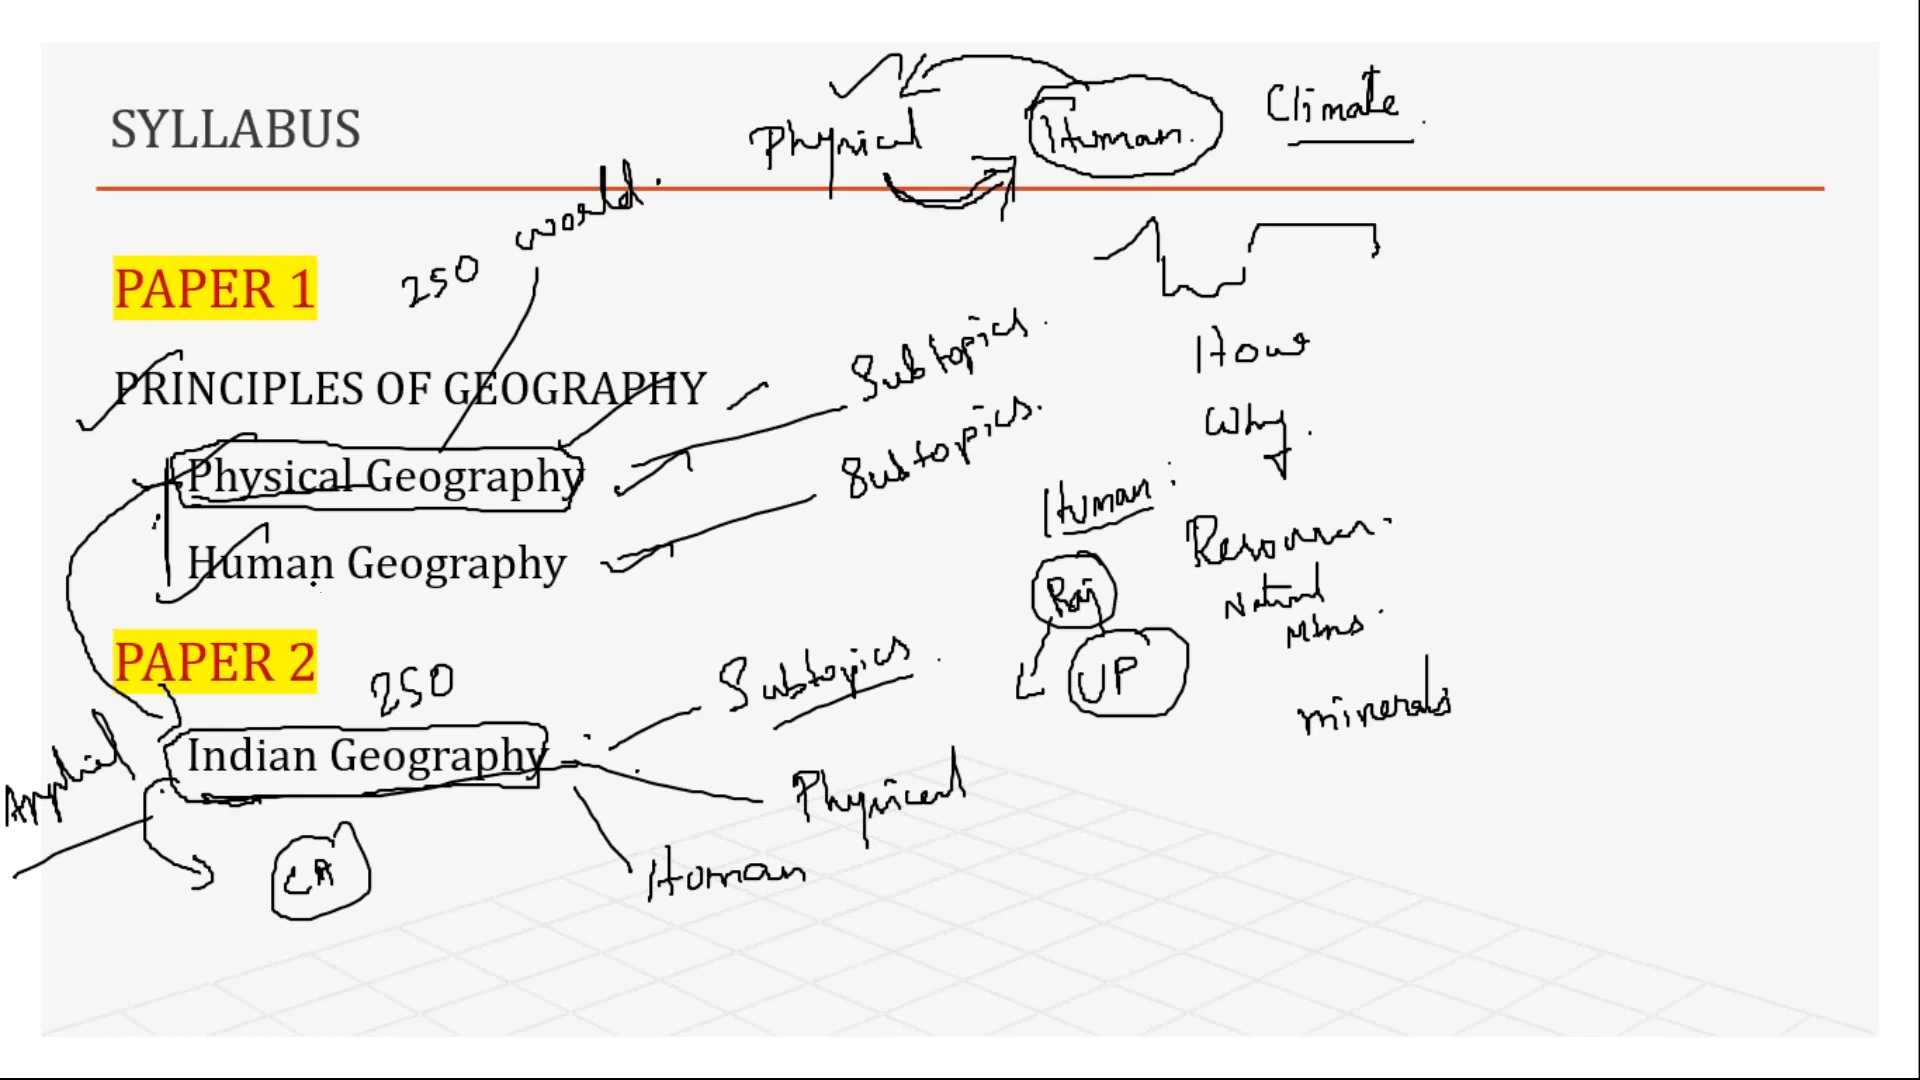 SYLLABUS
Physical
Human.
Climate
world.
PAPER 1
250
PRINCIPLES OF GEOGRAPHY
Subtopics.
How
Why
Physical Geography
Subtopics.
Human:
Resources.
Human Geography
Raj
Natural
PAPER 2
250
Subtopics
UP
minerals
Indian Geography
Applied
Physical
Human
CA